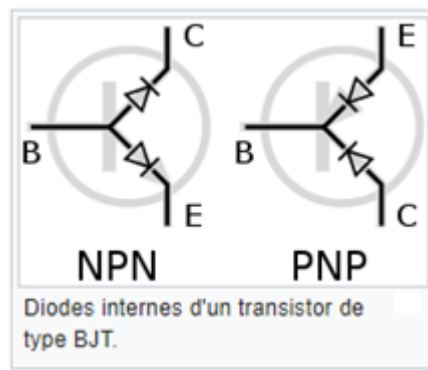 C E
B B
E C
NPN PNP
Diodes internes d'un transistor de
type BJT.